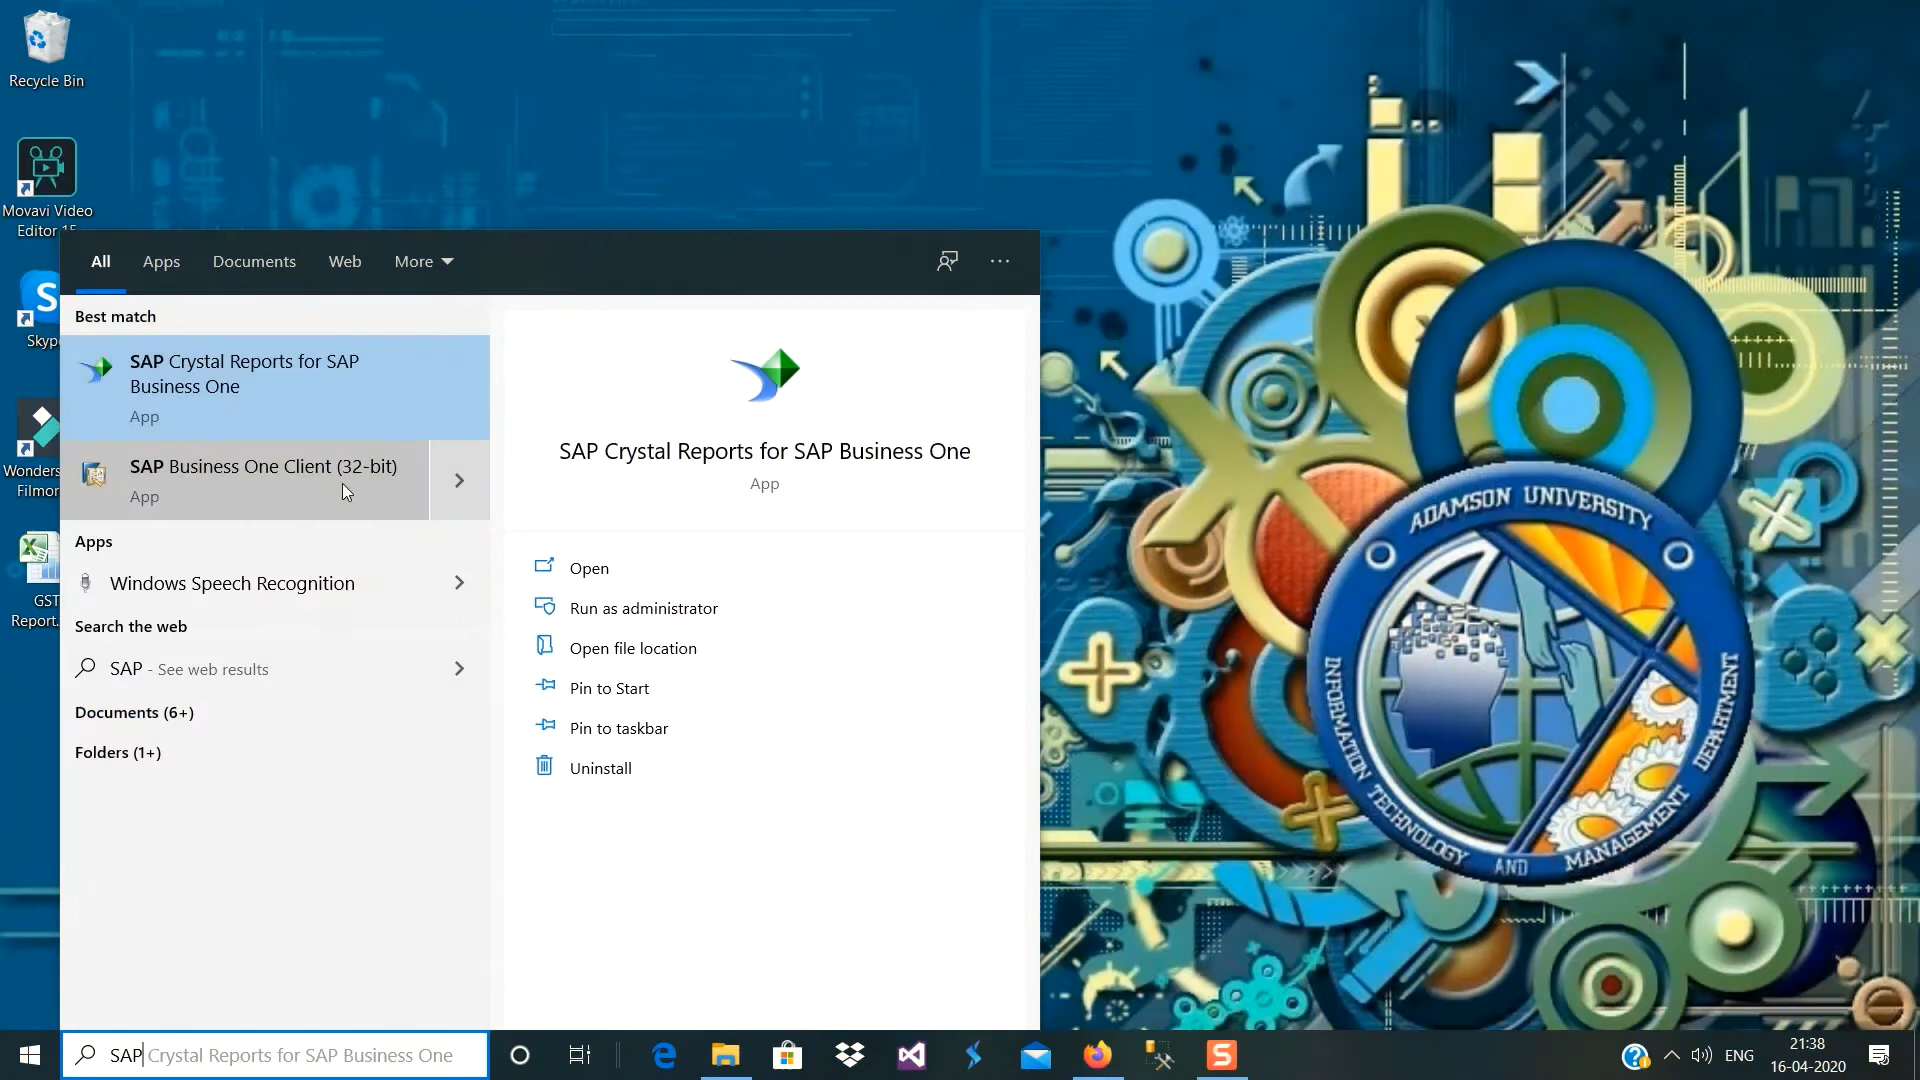 Recycle Bin
Movavi Video
Editor 15
Skype
Wonders
Filmor
GST
Report.
All
Apps
Documents
Web
More
Best match
SAP Crystal Reports for SAP
Business One
App
SAP Business One Client (32-bit)
App
Apps
Windows Speech Recognition
Search the web
SAP - See web results
Documents (6+)
Folders (1+)
SAP Crystal Reports for SAP Business One
App
Open
Run as administrator
Open file location
Pin to Start
Pin to taskbar
Uninstall
ADAMSON UNIVERSITY
INFORMATION TECHNOLOGY AND MANAGEMENT DEPARTMENT
SAP Crystal Reports for SAP Business One
ENG
21:38
16-04-2020